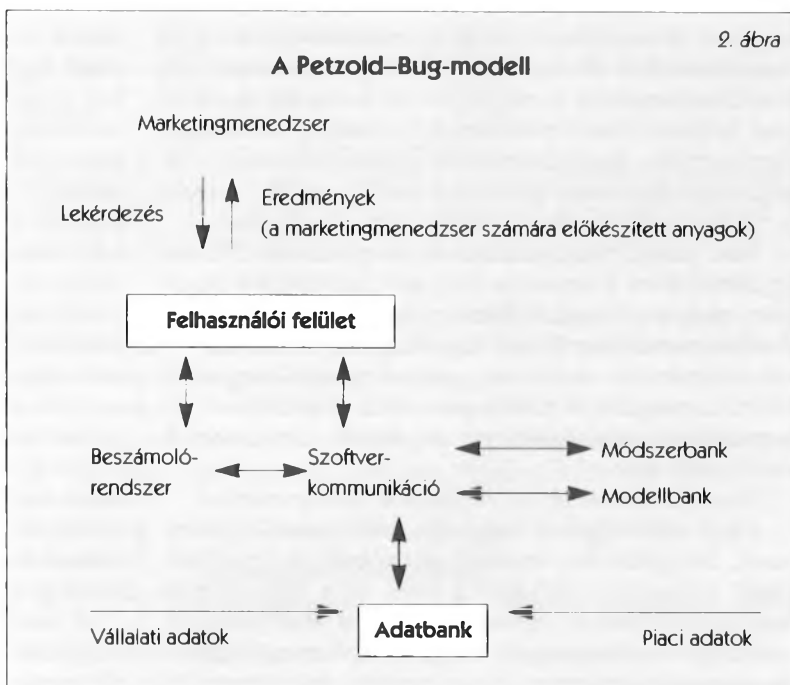 2. ábra
A Petzold–Bug-modell
Marketingmenedzser
Lekérdezés
Eredmények
(a marketingmenedzser számára előkészített anyagok)
Felhasználói felület
Beszámoló-
rendszer
Szoftver-
kommunikáció
Módszerbank
Modellbank
Vállalati adatok
Adatbank
Piaci adatok